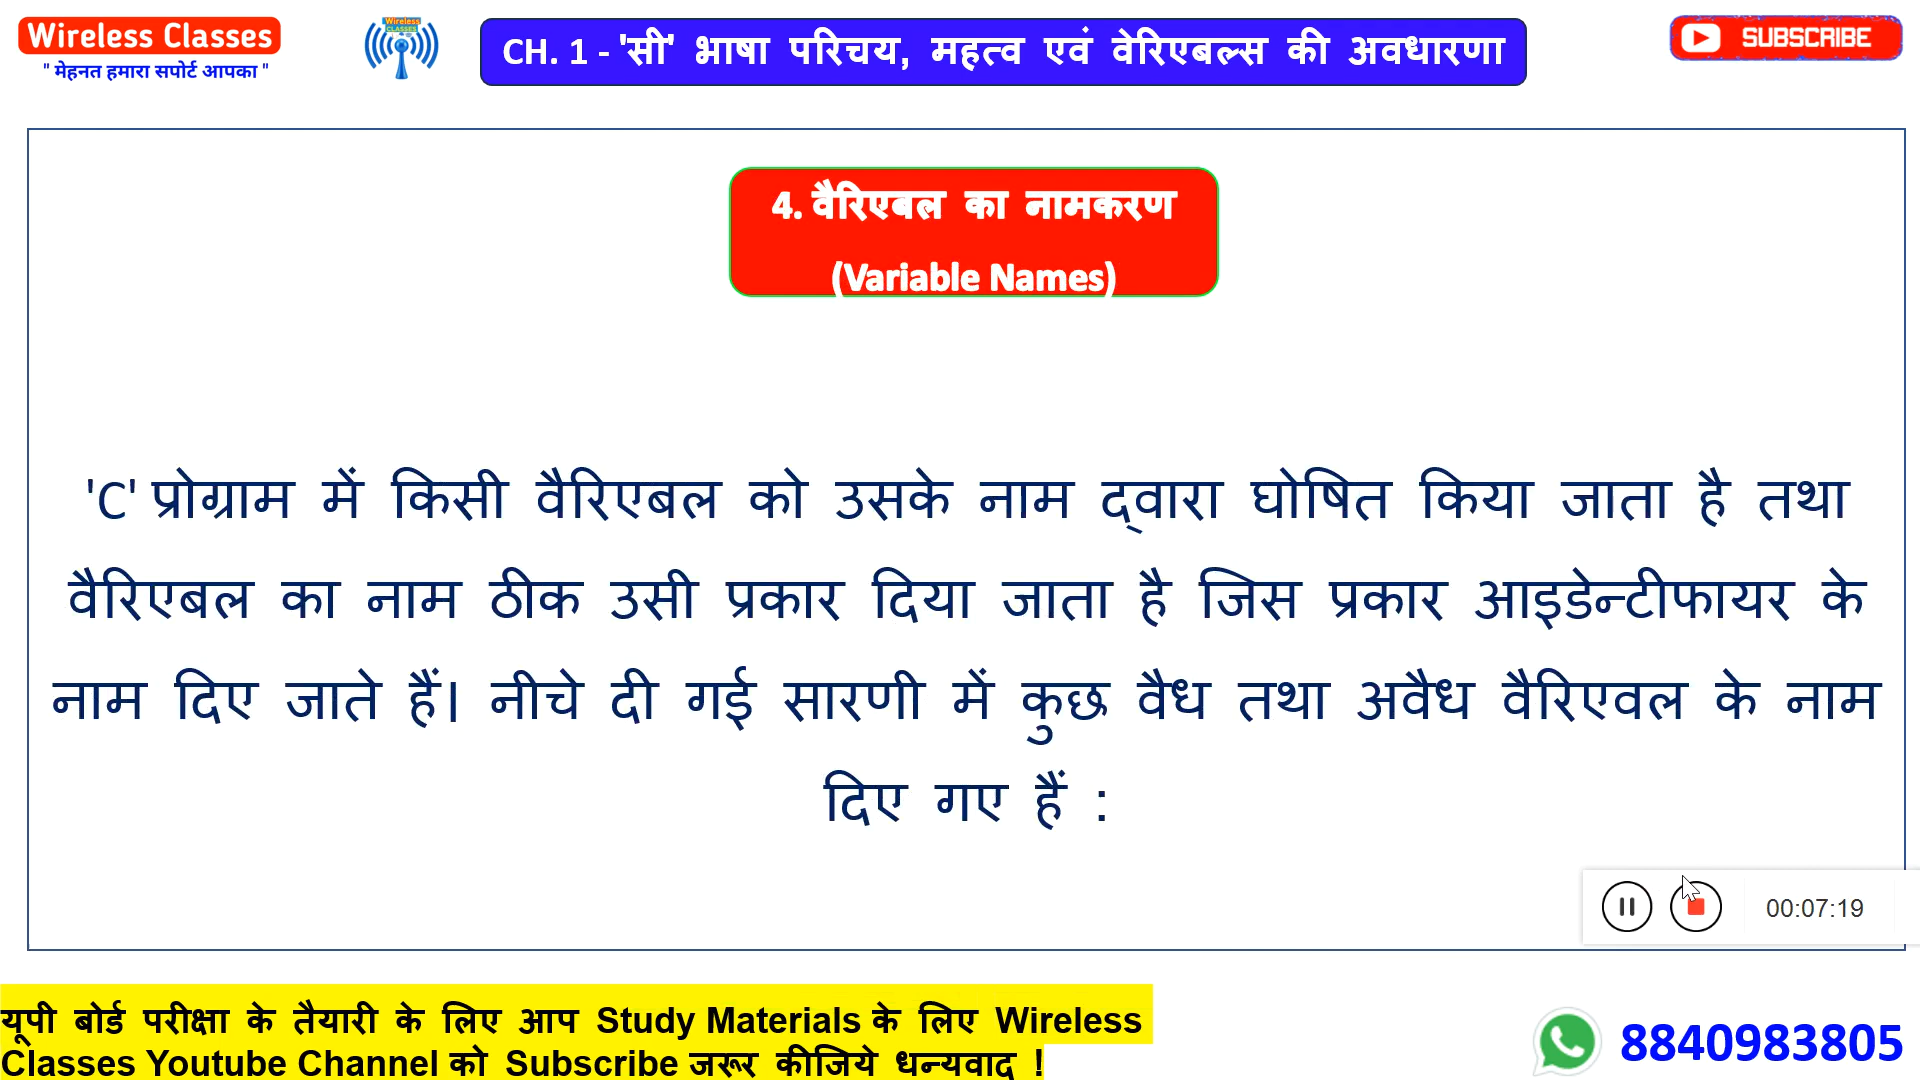 Wireless Classes
" मेहनत हमारा सपोर्ट आपका "
Wireless
CLASSES
CH. 1 - 'सी' भाषा परिचय, महत्व एवं वेरिएबल्स की अवधारणा
SUBSCRIBE
4. वैरिएबल का नामकरण
(Variable Names)
'C' प्रोग्राम में किसी वैरिएबल को उसके नाम द्वारा घोषित किया जाता है तथा
वैरिएबल का नाम ठीक उसी प्रकार दिया जाता है जिस प्रकार आइडेन्टीफायर के
नाम दिए जाते हैं। नीचे दी गई सारणी में कुछ वैध तथा अवैध वैरिएवल के नाम
दिए गए हैं :
00:07:19
यूपी बोर्ड परीक्षा के तैयारी के लिए आप Study Materials के लिए Wireless
Classes Youtube Channel को Subscribe जरूर कीजिये धन्यवाद !
8840983805